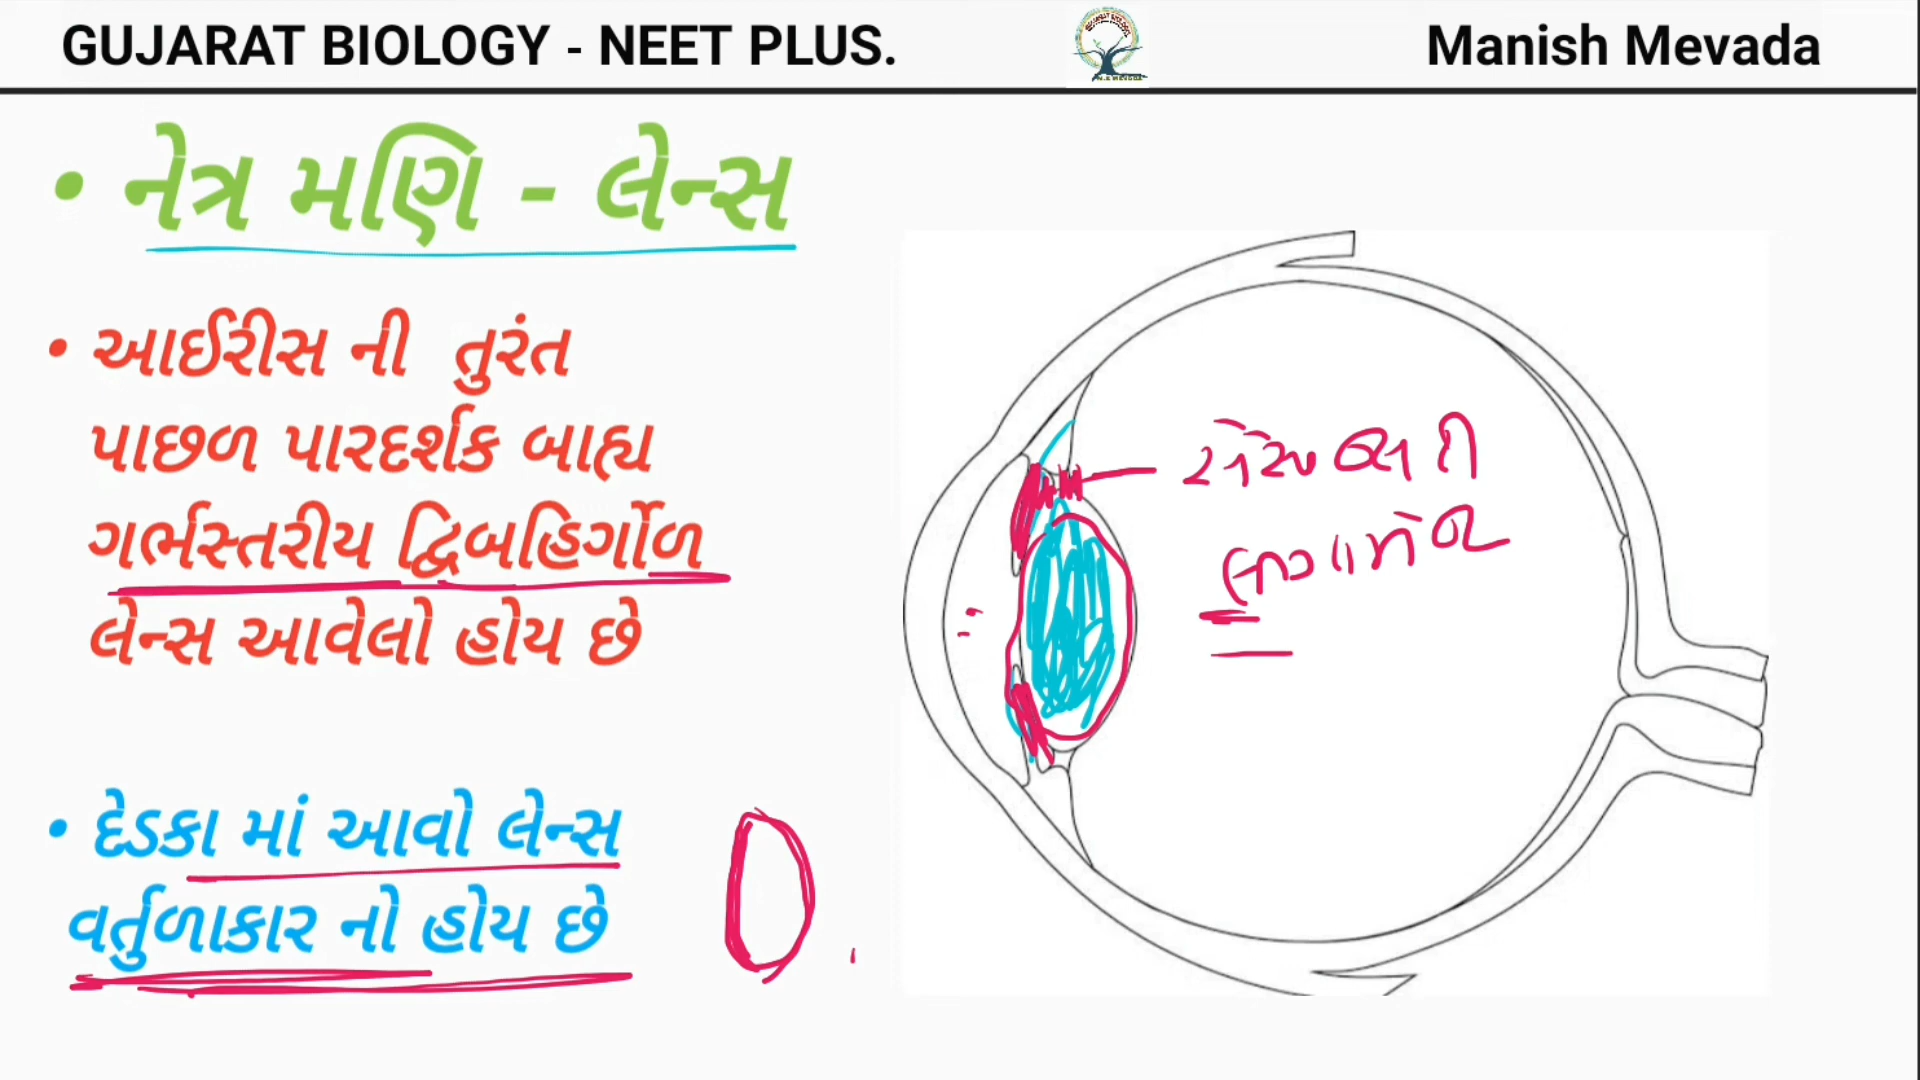 GUJARAT BIOLOGY - NEET PLUS.
Manish Mevada
• નેત્ર મણિ - લેન્સ
• આઈરીસ ની તુરંત
પાછળ પારદર્શક બાહ્ય
ગર્ભસ્તરીય દ્વિબહિર્ગોળ
લેન્સ આવેલો હોય છે
• દેડકા માં આવો લેન્સ
વર્તુળાકાર નો હોય છે